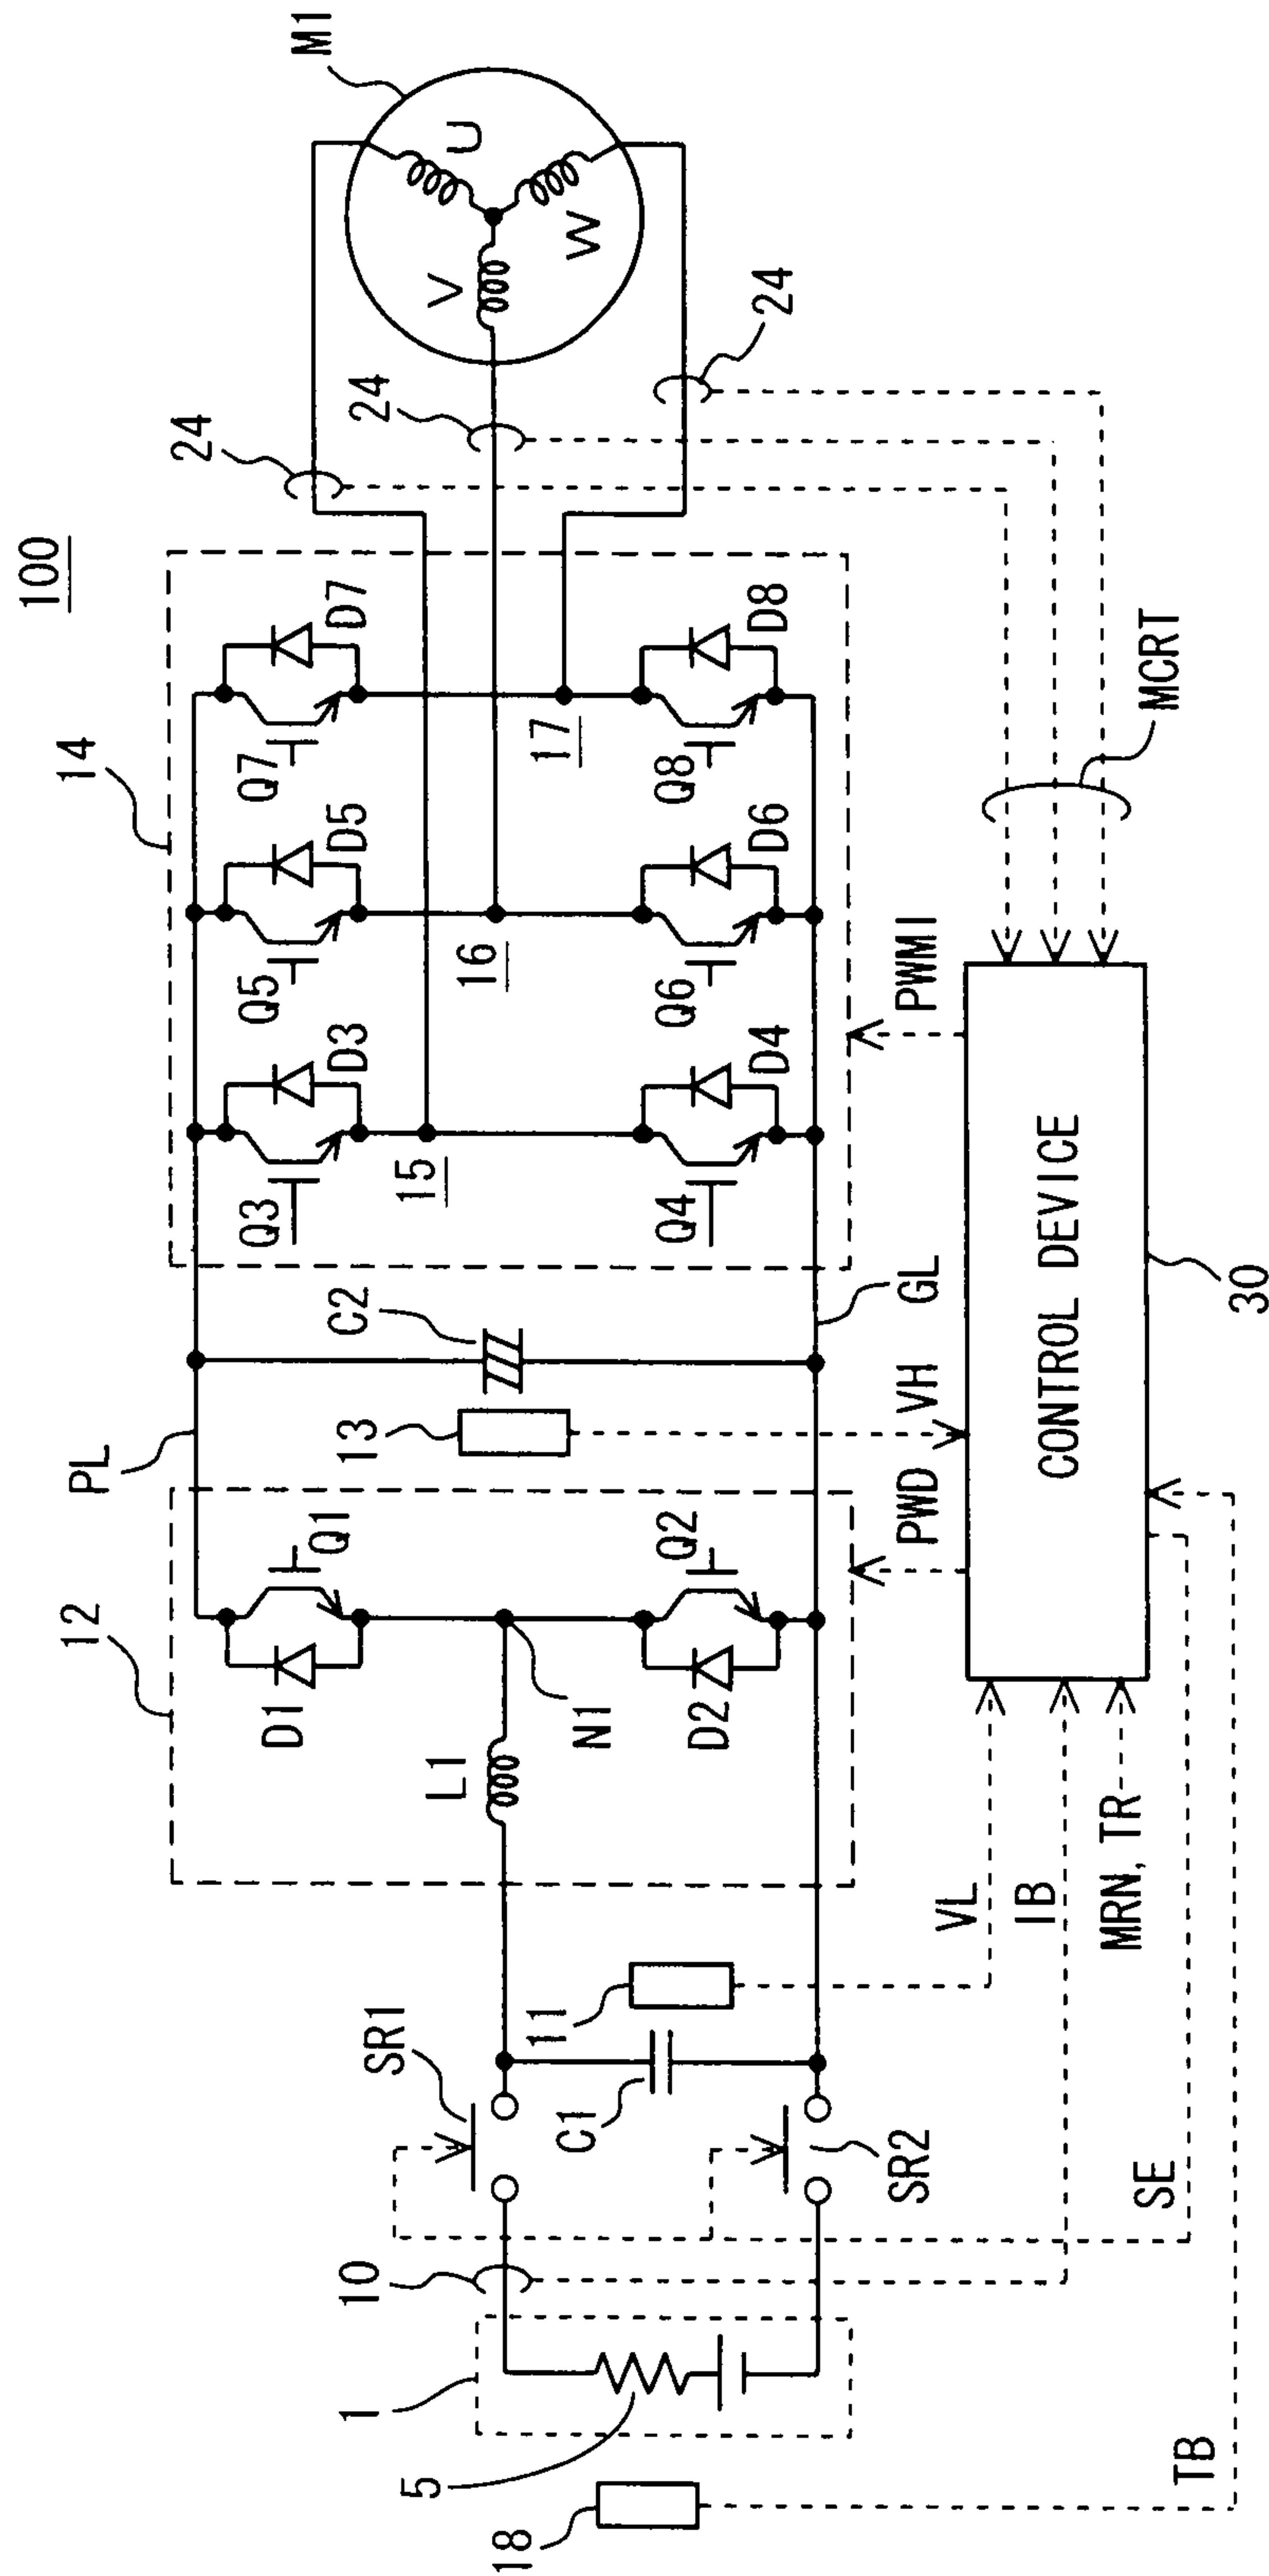 100
M1
U
V
W
24
24
24
14
D7
D5
D3
Q7
Q5
Q3
15
16
17
D8
D6
D4
Q8
Q6
Q4
MCRT
PWMI
C2
13
PL
GL
VH
PWD
CONTROL DEVICE
30
12
Q1
D1
Q2
D2
N1
L1
11
VL
IB
MRN, TR
SR1
C1
SR2
SE
10
1
5
18
TB